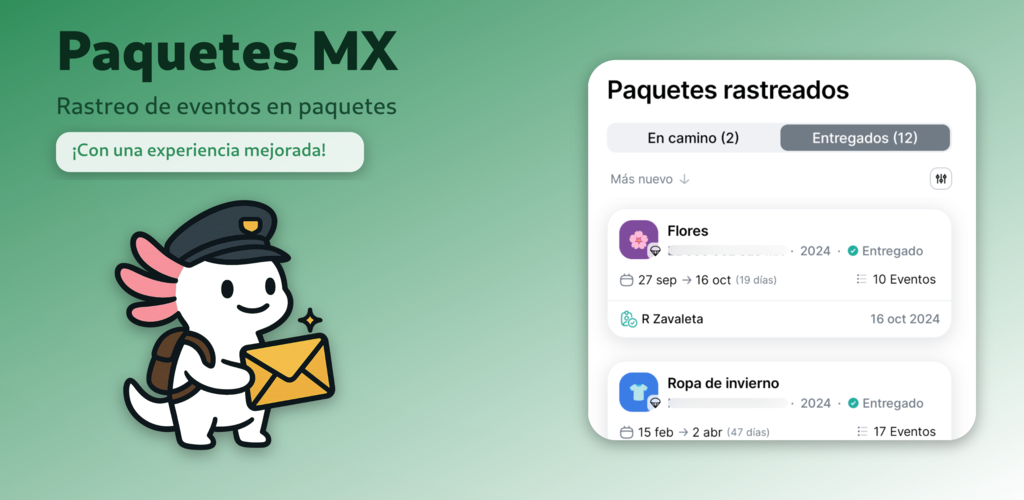 Paquetes MX
Rastreo de eventos en paquetes
¡Con una experiencia mejorada!
Paquetes rastreados
En camino (2)
Entregados (12)
Más nuevo ↓
Flores
· 2024 · Entregado
27 sep → 16 oct (19 días)
10 Eventos
R Zavaleta
16 oct 2024
Ropa de invierno
· 2024 · Entregado
15 feb → 2 abr (47 días)
17 Eventos